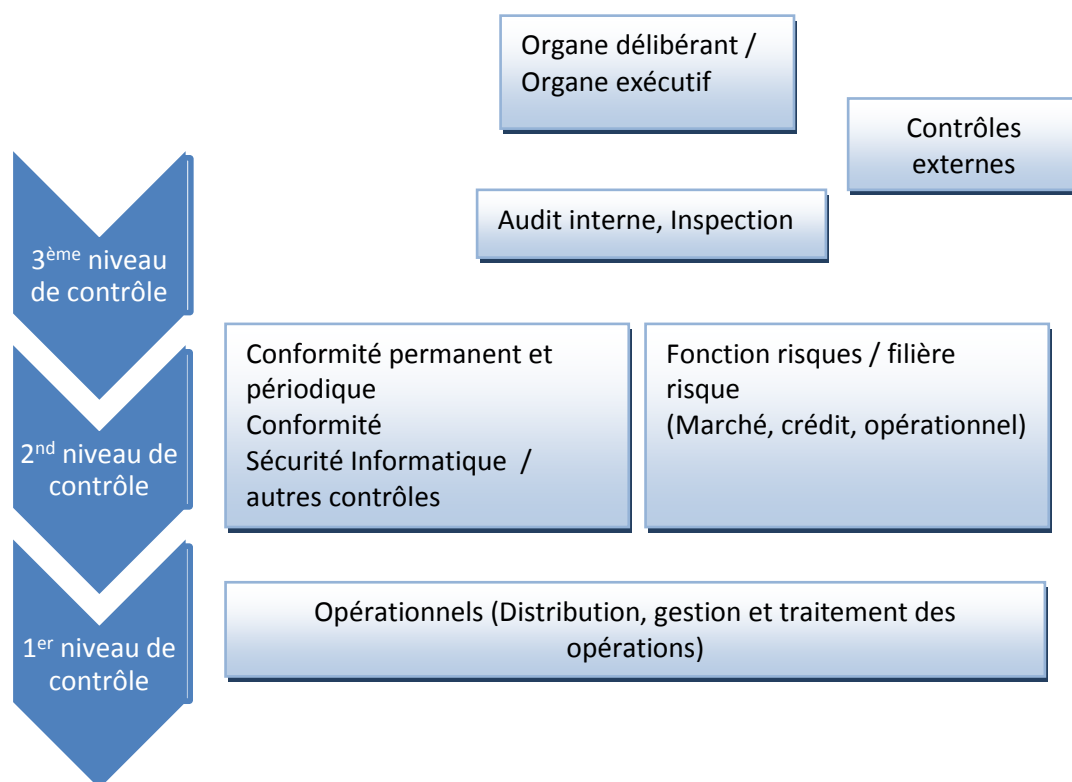 Organe délibérant /
Organe exécutif
Contrôles
externes
Audit interne, Inspection
3ème niveau
de contrôle
Conformité permanent et
périodique
Conformité
Sécurité Informatique /
autres contrôles
Fonction risques / filière
risque
(Marché, crédit, opérationnel)
2nd niveau de
contrôle
Opérationnels (Distribution, gestion et traitement des
opérations)
1er niveau de
contrôle